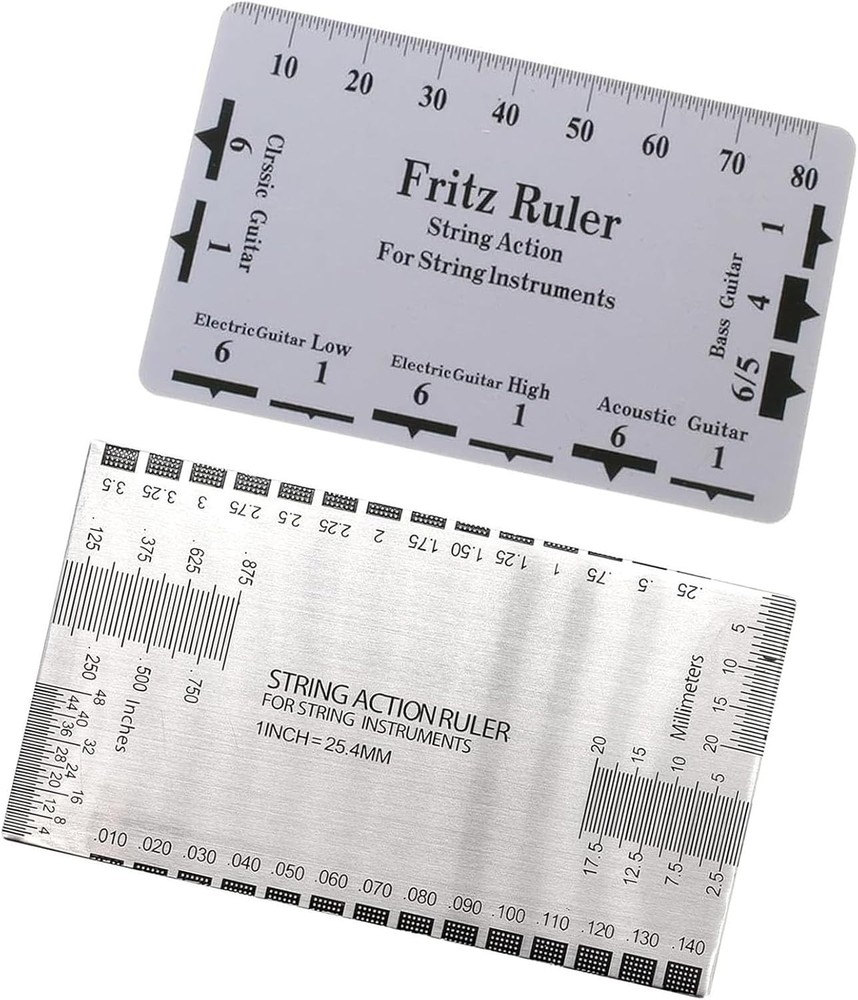 10 20 30 40 50 60 70 80
Clrssic Guitar
6 1
Fritz Ruler
String Action
For String Instruments
Bass Guitar
1 4 6/5
Electric Guitar Low
6 1
Electric Guitar High
6 1
Acoustic Guitar
6 1
3.5 3.25 3 2.75 2.5 2.25 2 1.75 1.50 1.25 1 .75 .5 .25
.125 .375 .625 .875
.250 .500 .750
Inches
48 44 40 36 32 28 24 20 16 12 8 4
STRING ACTION RULER
FOR STRING INSTRUMENTS
1INCH = 25.4MM
5 10 15 20
Millimeters
20 15 10 5
17.5 12.5 7.5 2.5
.010 .020 .030 .040 .050 .060 .070 .080 .090 .100 .110 .120 .130 .140